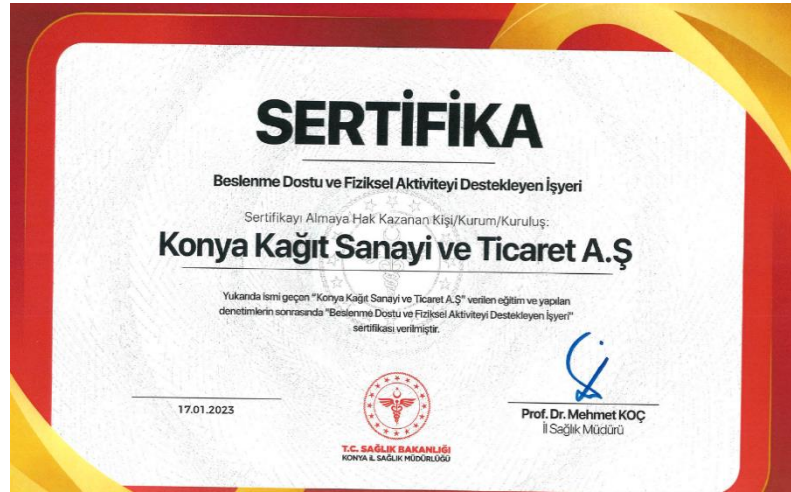 SERTİFİKA
Beslenme Dostu ve Fiziksel Aktiviteyi Destekleyen İşyeri
Sertifikayı Almaya Hak Kazanan Kişi/Kurum/Kuruluş:
Konya Kağıt Sanayi ve Ticaret A.Ş
Yukarıda ismi geçen "Konya Kağıt Sanayi ve Ticaret A.Ş" verilen eğitim ve yapılan
denetimlerin sonrasında "Beslenme Dostu ve Fiziksel Aktiviteyi Destekleyen İşyeri"
sertifikası verilmiştir.
17.01.2023
T.C. SAĞLIK BAKANLIĞI
KONYA İL SAĞLIK MÜDÜRLÜĞÜ
Prof. Dr. Mehmet KOÇ
İl Sağlık Müdürü